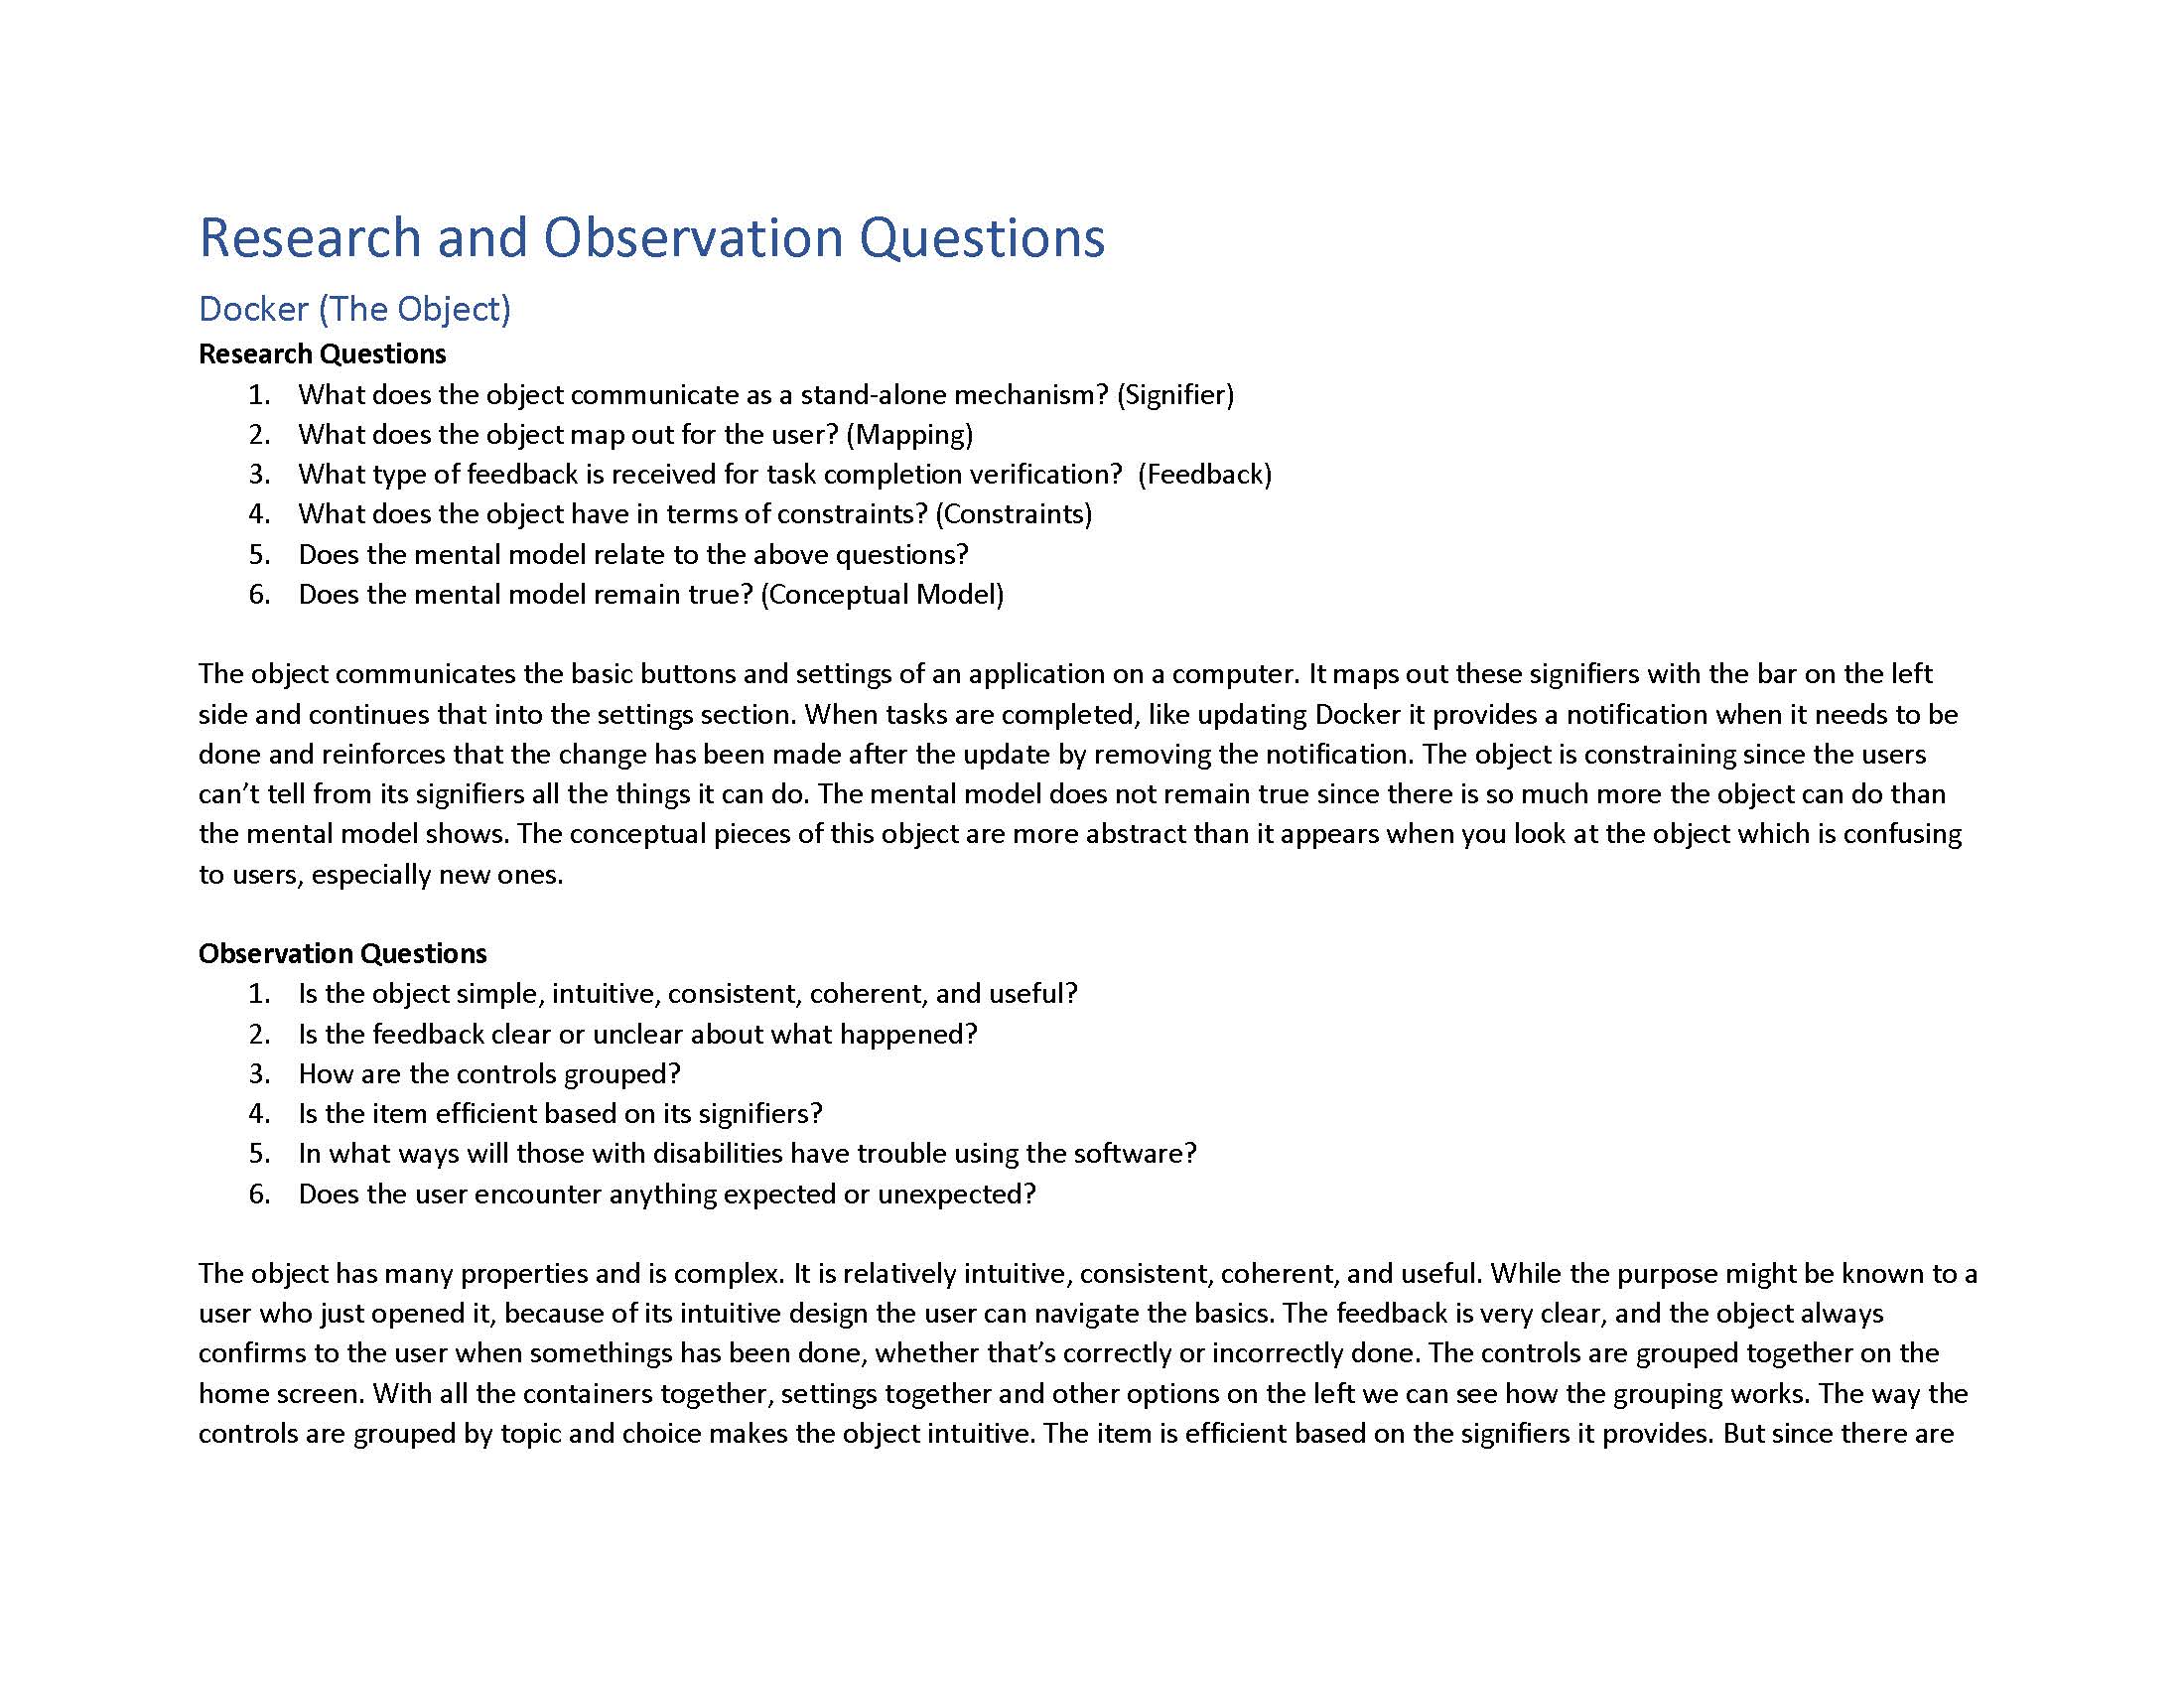 Research and Observation Questions
Docker (The Object)
Research Questions
1. What does the object communicate as a stand-alone mechanism? (Signifier)
2. What does the object map out for the user? (Mapping)
3. What type of feedback is received for task completion verification?  (Feedback)
4. What does the object have in terms of constraints? (Constraints)
5. Does the mental model relate to the above questions?
6. Does the mental model remain true? (Conceptual Model)
The object communicates the basic buttons and settings of an application on a computer. It maps out these signifiers with the bar on the left
side and continues that into the settings section. When tasks are completed, like updating Docker it provides a notification when it needs to be
done and reinforces that the change has been made after the update by removing the notification. The object is constraining since the users
can’t tell from its signifiers all the things it can do. The mental model does not remain true since there is so much more the object can do than
the mental model shows. The conceptual pieces of this object are more abstract than it appears when you look at the object which is confusing
to users, especially new ones.
Observation Questions
1. Is the object simple, intuitive, consistent, coherent, and useful?
2. Is the feedback clear or unclear about what happened?
3. How are the controls grouped?
4. Is the item efficient based on its signifiers?
5. In what ways will those with disabilities have trouble using the software?
6. Does the user encounter anything expected or unexpected?
The object has many properties and is complex. It is relatively intuitive, consistent, coherent, and useful. While the purpose might be known to a
user who just opened it, because of its intuitive design the user can navigate the basics. The feedback is very clear, and the object always
confirms to the user when somethings has been done, whether that’s correctly or incorrectly done. The controls are grouped together on the
home screen. With all the containers together, settings together and other options on the left we can see how the grouping works. The way the
controls are grouped by topic and choice makes the object intuitive. The item is efficient based on the signifiers it provides. But since there are